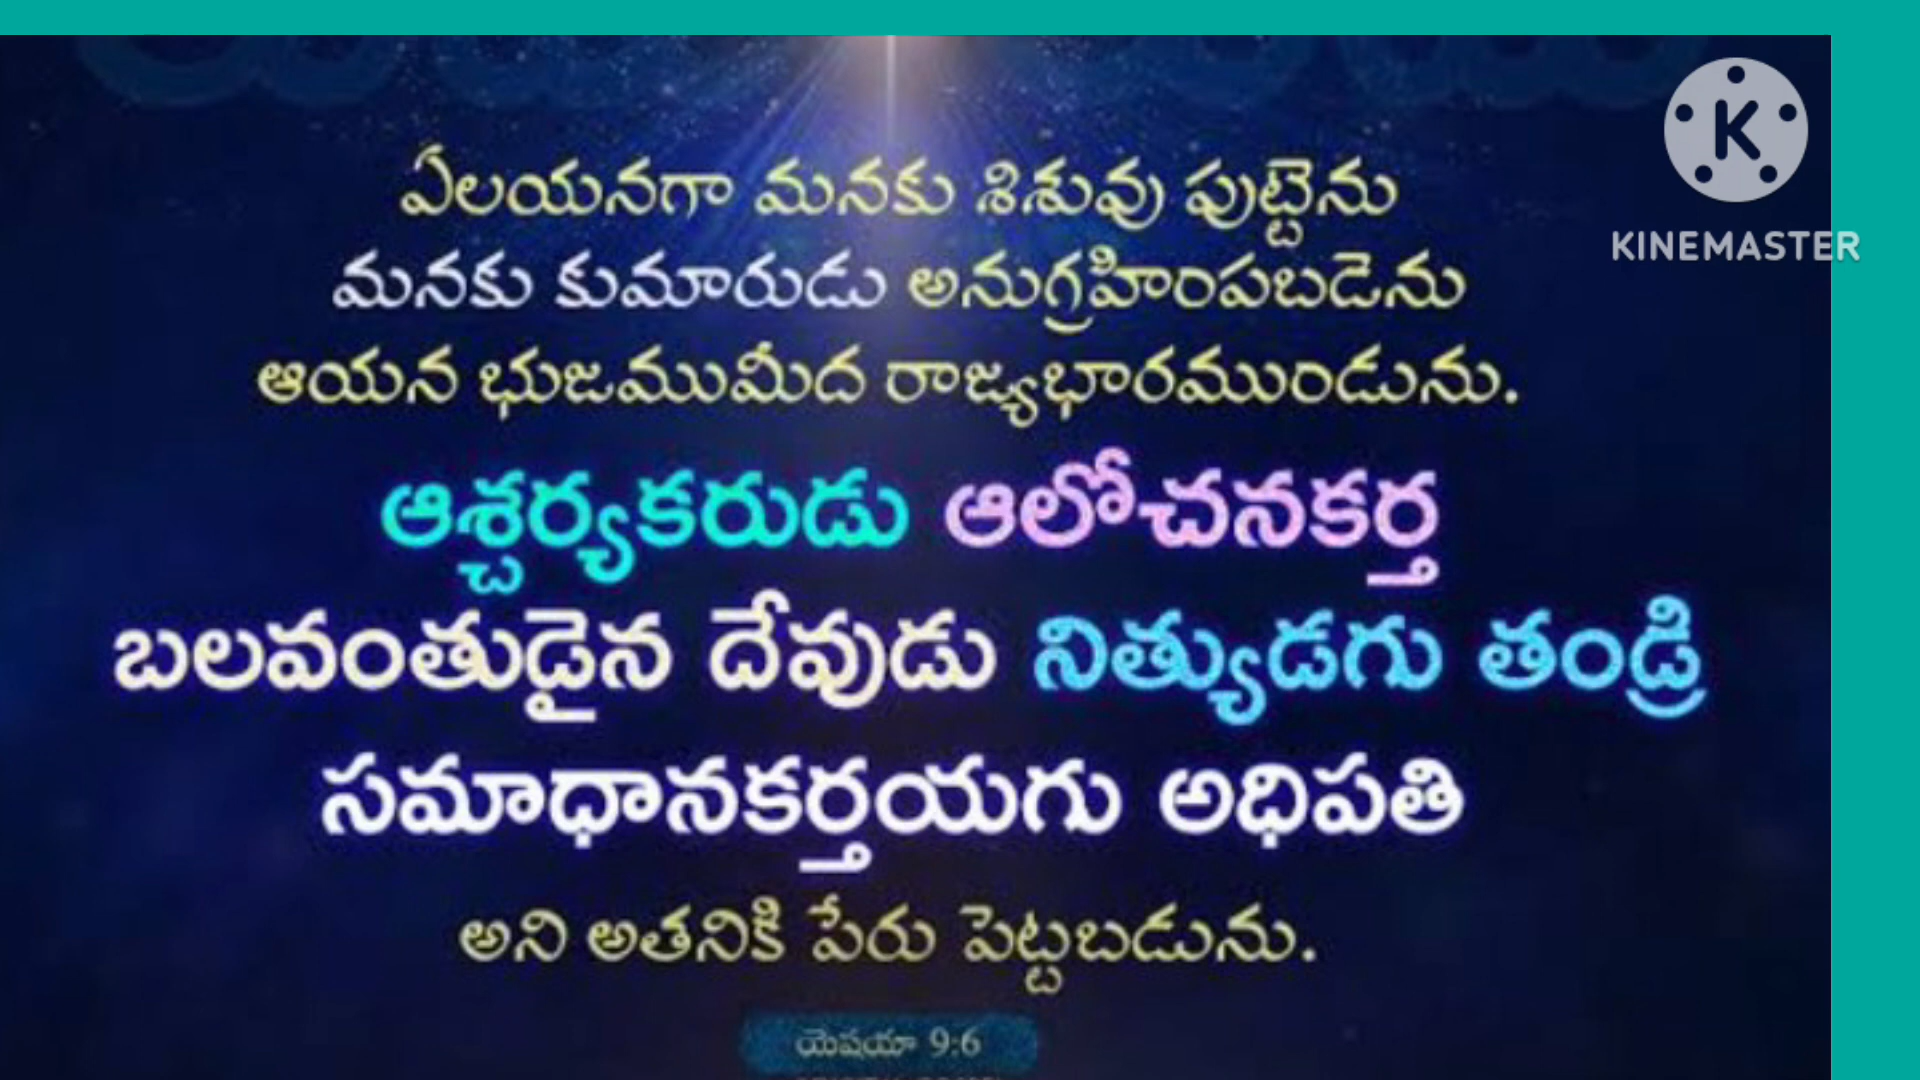 ఏలయనగా మనకు శిశువు పుట్టెను
మనకు కుమారుడు అనుగ్రహింపబడెను
ఆయన భుజముమీద రాజ్యభారముండును.
ఆశ్చర్యకరుడు ఆలోచనకర్త
బలవంతుడైన దేవుడు నిత్యుడగు తండ్రి
సమాధానకర్తయగు అధిపతి
అని అతనికి పేరు పెట్టబడును.
యెషయా 9:6
K
KINEMASTER